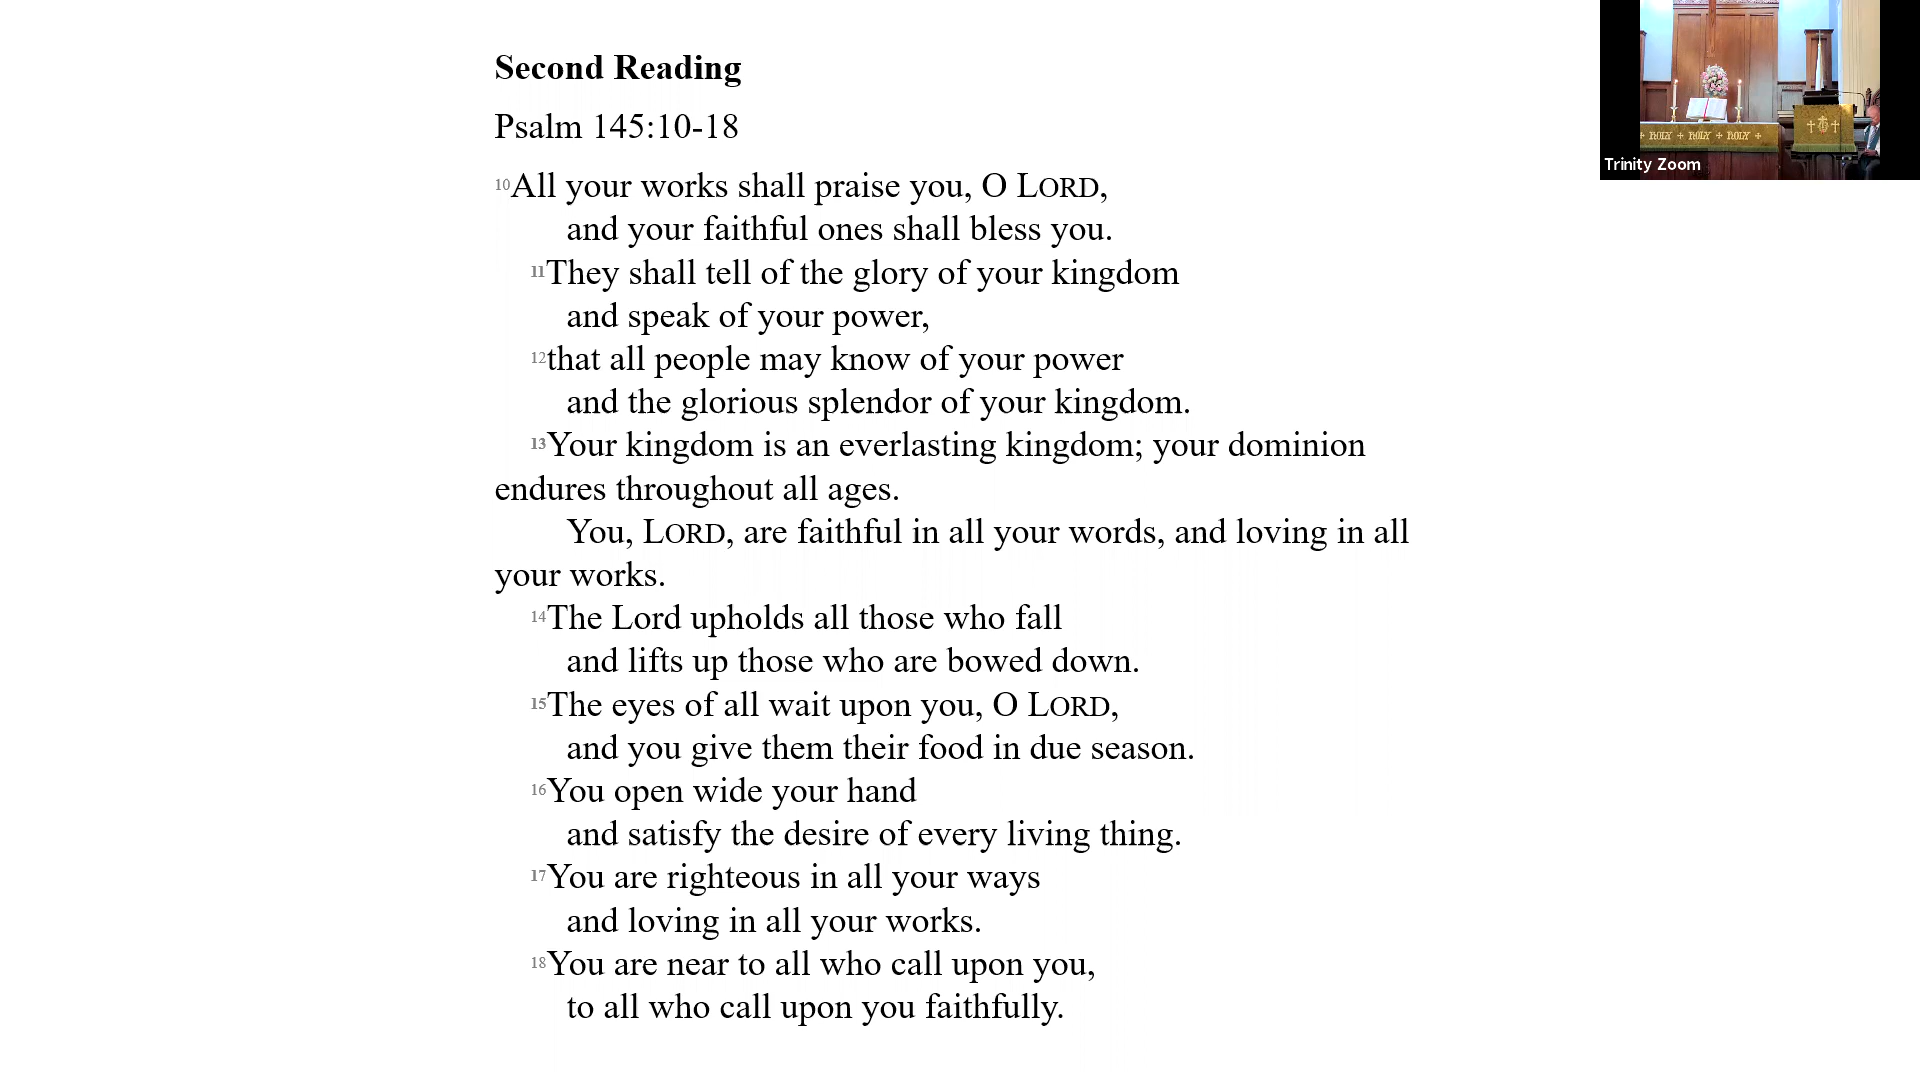 Second Reading
Psalm 145:10-18
10All your works shall praise you, O LORD,
and your faithful ones shall bless you.
11They shall tell of the glory of your kingdom
and speak of your power,
12that all people may know of your power
and the glorious splendor of your kingdom.
13Your kingdom is an everlasting kingdom; your dominion
endures throughout all ages.
You, LORD, are faithful in all your words, and loving in all
your works.
14The Lord upholds all those who fall
and lifts up those who are bowed down.
15The eyes of all wait upon you, O LORD,
and you give them their food in due season.
16You open wide your hand
and satisfy the desire of every living thing.
17You are righteous in all your ways
and loving in all your works.
18You are near to all who call upon you,
to all who call upon you faithfully.
HOLY + HOLY + HOLY
Trinity Zoom